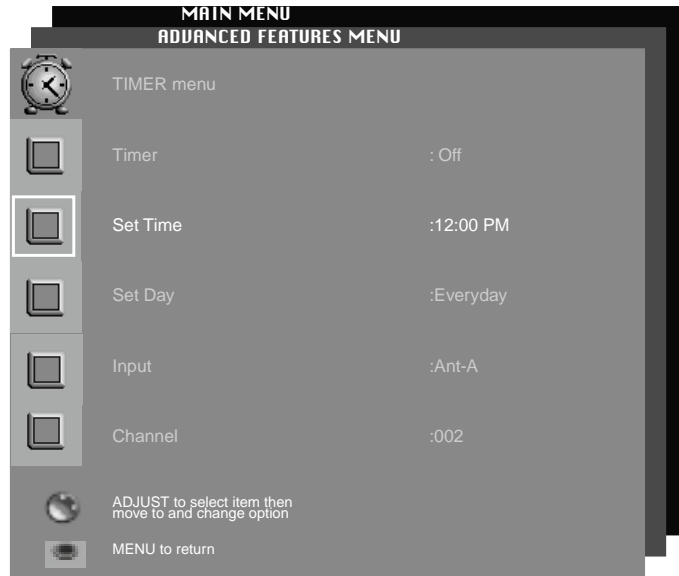 MAIN MENU
ADVANCED FEATURES MENU
TIMER menu
Timer : Off
Set Time :12:00 PM
Set Day :Everyday
Input :Ant-A
Channel :002
ADJUST to select item then
move to and change option
MENU to return